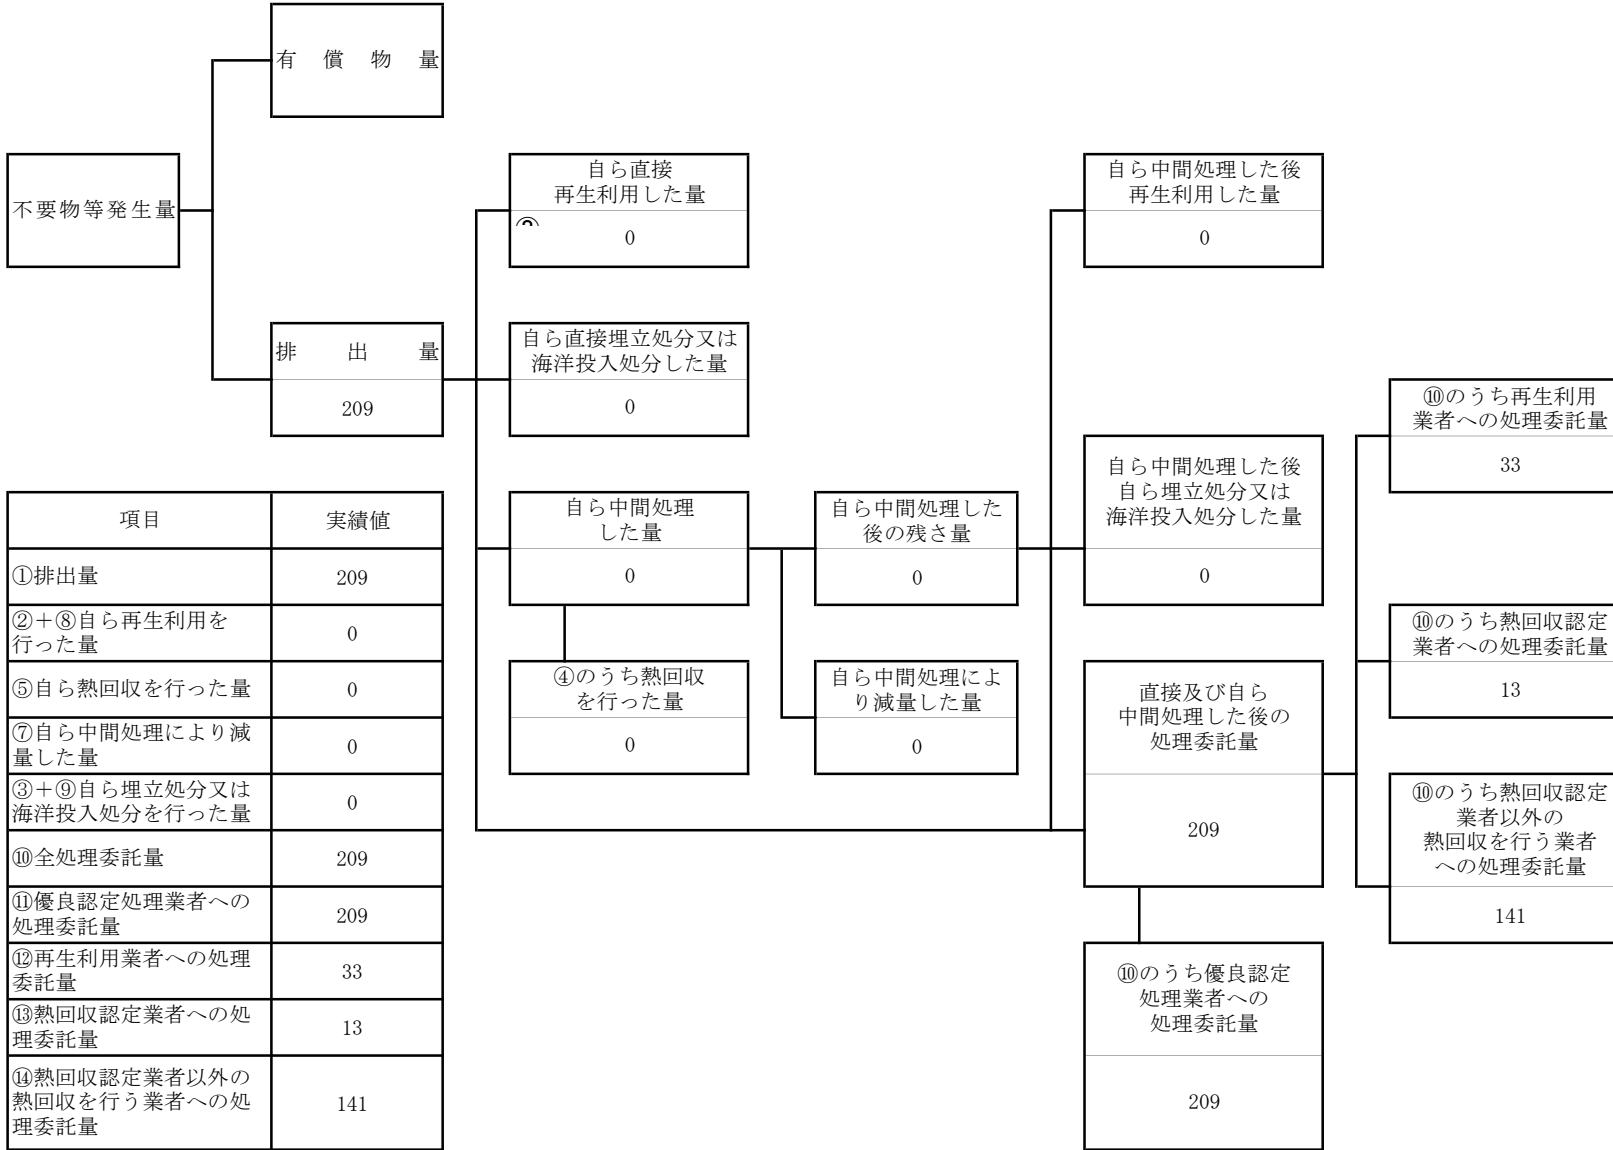 有償物量
不要物等発生量
自ら直接
再生利用した量
0
自ら中間処理した後
再生利用した量
0
排出量
209
自ら直接埋立処分又は
海洋投入処分した量
0
⑩のうち再生利用
業者への処理委託量
33
自ら中間処理
した量
0
自ら中間処理した
後の残さ量
0
自ら中間処理した後
自ら埋立処分又は
海洋投入処分した量
0
⑩のうち熱回収認定
業者への処理委託量
13
④のうち熱回収
を行った量
0
自ら中間処理によ
り減量した量
0
直接及び自ら
中間処理した後の
処理委託量
209
⑩のうち熱回収認定
業者以外の
熱回収を行う業者
への処理委託量
141
⑩のうち優良認定
処理業者への
処理委託量
209
項目 実績値
①排出量 209
②+⑧自ら再生利用を
行った量 0
⑤自ら熱回収を行った量 0
⑦自ら中間処理により減
量した量 0
③+⑨自ら埋立処分又は
海洋投入処分を行った量 0
⑩全処理委託量 209
⑪優良認定処理業者への
処理委託量 209
⑫再生利用業者への処理
委託量 33
⑬熱回収認定業者への処
理委託量 13
⑭熱回収認定業者以外の
熱回収を行う業者への処
理委託量 141